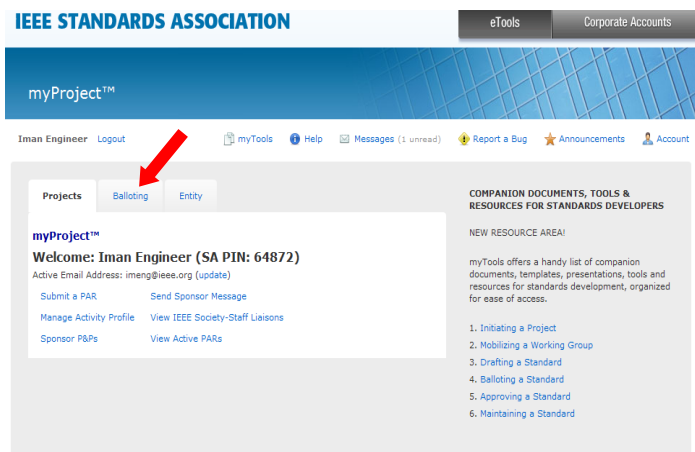 IEEE STANDARDS ASSOCIATION
eTools
Corporate Accounts
myProject™
Iman Engineer Logout
myTools
Help
Messages (1 unread)
Report a Bug
Announcements
Account
Projects
Balloting
Entity
myProject™
Welcome: Iman Engineer (SA PIN: 64872)
Active Email Address: imeng@ieee.org (update)
Submit a PAR
Send Sponsor Message
Manage Activity Profile
View IEEE Society-Staff Liaisons
Sponsor P&Ps
View Active PARs
COMPANION DOCUMENTS, TOOLS &
RESOURCES FOR STANDARDS DEVELOPERS
NEW RESOURCE AREA!
myTools offers a handy list of companion
documents, templates, presentations, tools and
resources for standards development, organized
for ease of access.
1. Initiating a Project
2. Mobilizing a Working Group
3. Drafting a Standard
4. Balloting a Standard
5. Approving a Standard
6. Maintaining a Standard